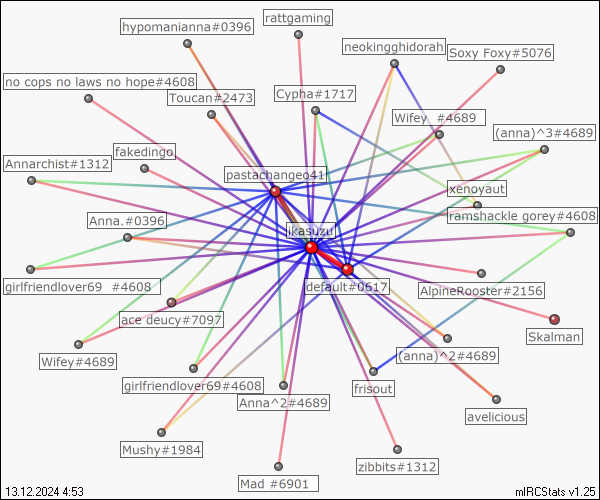 rattgaming
hypomanianna#0396
neokingghidorah
Soxy Foxy#5076
no cops no laws no hope#4608
Toucan#2473
Cypha#1717
Wifey_#4689
(anna)^3#4689
fakedingo
Annarchist#1312
pastachangeo41
xenoyaut
Anna.#0396
ikasuzu
ramshackle gorey#4608
girlfriendlover69 #4608
default#0617
AlpineRooster#2156
ace deucy#7097
Skalman
Wifey#4689
(anna)^2#4689
girlfriendlover69#4608
frisout
Anna^2#4689
avelicious
Mushy#1984
zibbits#1312
Mad #6901
13.12.2024 4:53
mIRCStats v1.25